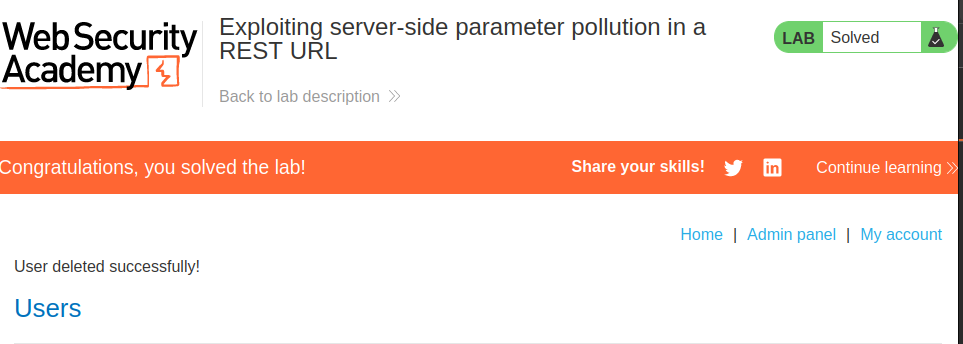 Web Security
Academy
Exploiting server-side parameter pollution in a
REST URL
Back to lab description
LAB Solved
Congratulations, you solved the lab!
Share your skills!
Continue learning
Home | Admin panel | My account
User deleted successfully!
Users